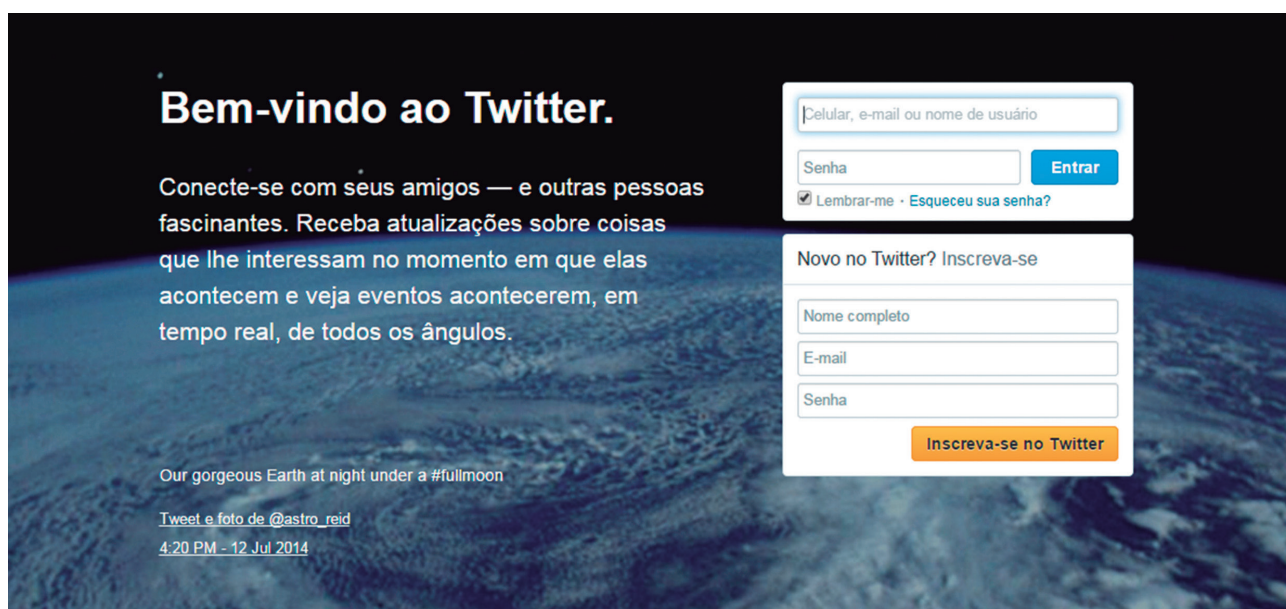 Bem-vindo ao Twitter.
Conecte-se com seus amigos — e outras pessoas
fascinantes. Receba atualizações sobre coisas
que lhe interessam no momento em que elas
acontecem e veja eventos acontecerem, em
tempo real, de todos os ângulos.
Our gorgeous Earth at night under a #fullmoon
Tweet e foto de @astro_reid
4:20 PM - 12 Jul 2014
Celular, e-mail ou nome de usuário
Senha
Entrar
Lembrar-me · Esqueceu sua senha?
Novo no Twitter? Inscreva-se
Nome completo
E-mail
Senha
Inscreva-se no Twitter